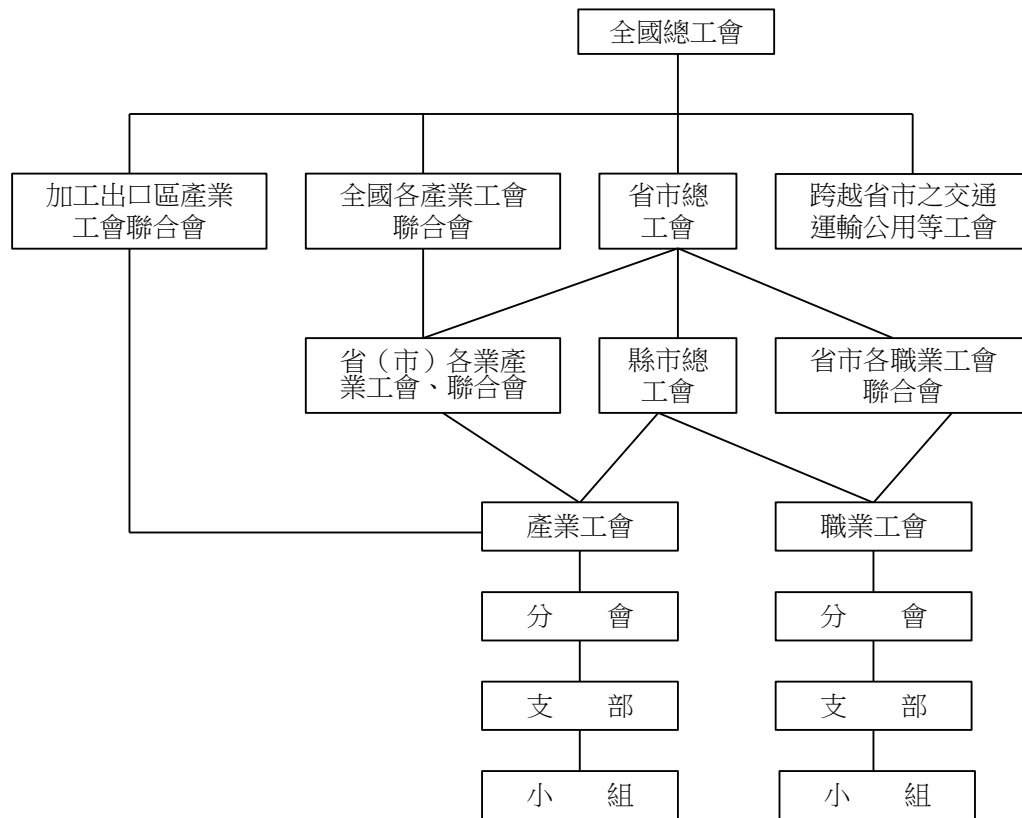 全國總工會
加工出口區產業
工會聯合會
全國各產業工會
聯合會
省市總
工會
跨越省市之交通
運輸公用等工會
省（市）各業產
業工會、聯合會
縣市總
工會
省市各職業工會
聯合會
產業工會
職業工會
分　會
分　會
支　部
支　部
小　組
小　組